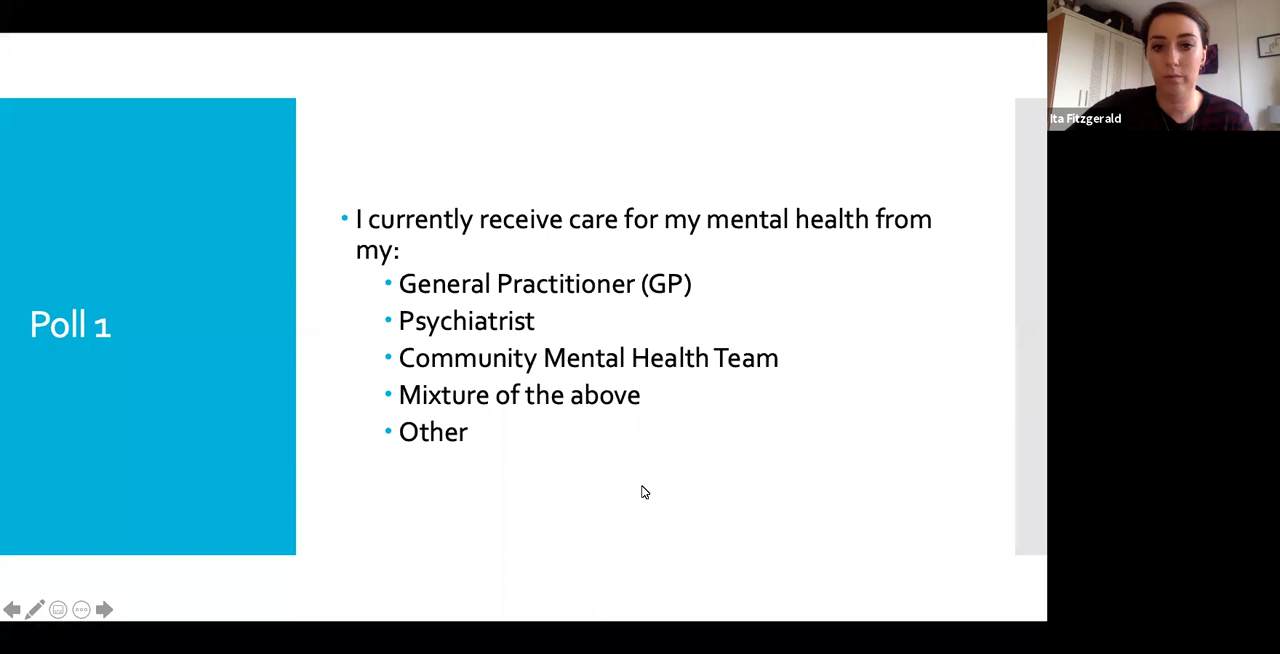 Ita Fitzgerald
Poll 1
• I currently receive care for my mental health from
my:
• General Practitioner (GP)
• Psychiatrist
• Community Mental Health Team
• Mixture of the above
• Other